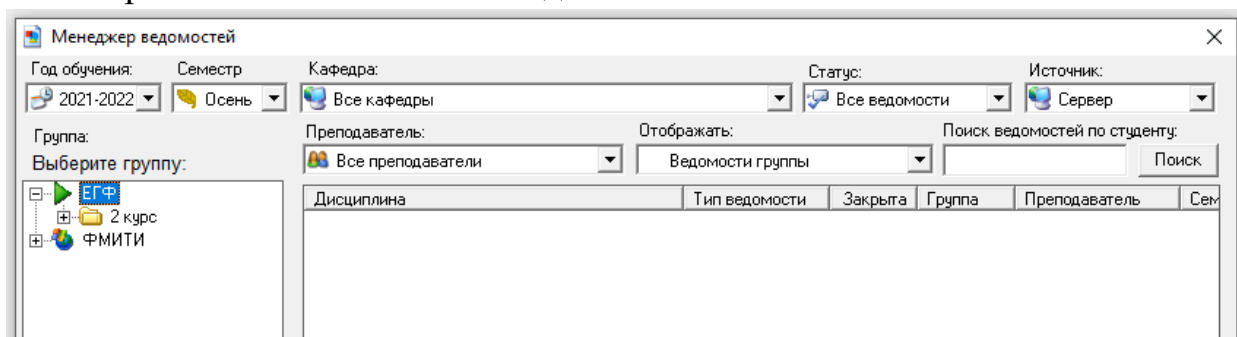 Менеджер ведомостей
Год обучения: Семестр Кафедра: Статус: Источник:
2021-2022 Осень Все кафедры Все ведомости Сервер
Группа: Преподаватель: Отображать: Поиск ведомостей по студенту:
Выберите группу: Все преподаватели Ведомости группы Поиск
ЕГФ Дисциплина Тип ведомости Закрыта Группа Преподаватель Сем
2 курс
ФМИТИ